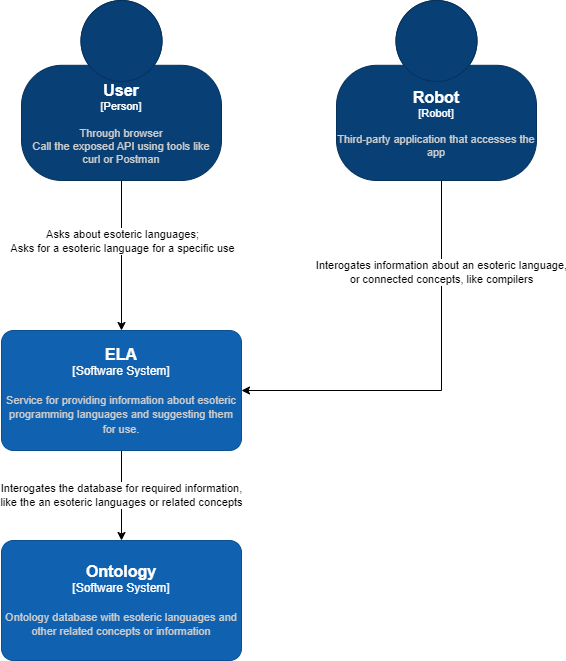 User
[Person]
Through browser
Call the exposed API using tools like
curl or Postman
Robot
[Robot]
Third-party application that accesses the
app
Asks about esoteric languages;
Asks for a esoteric language for a specific use
Interogates information about an esoteric language,
or connected concepts, like compilers
ELA
[Software System]
Service for providing information about esoteric
programming languages and suggesting them
for use.
Interogates the database for required information,
like the an esoteric languages or related concepts
Ontology
[Software System]
Ontology database with esoteric languages and
other related concepts or information